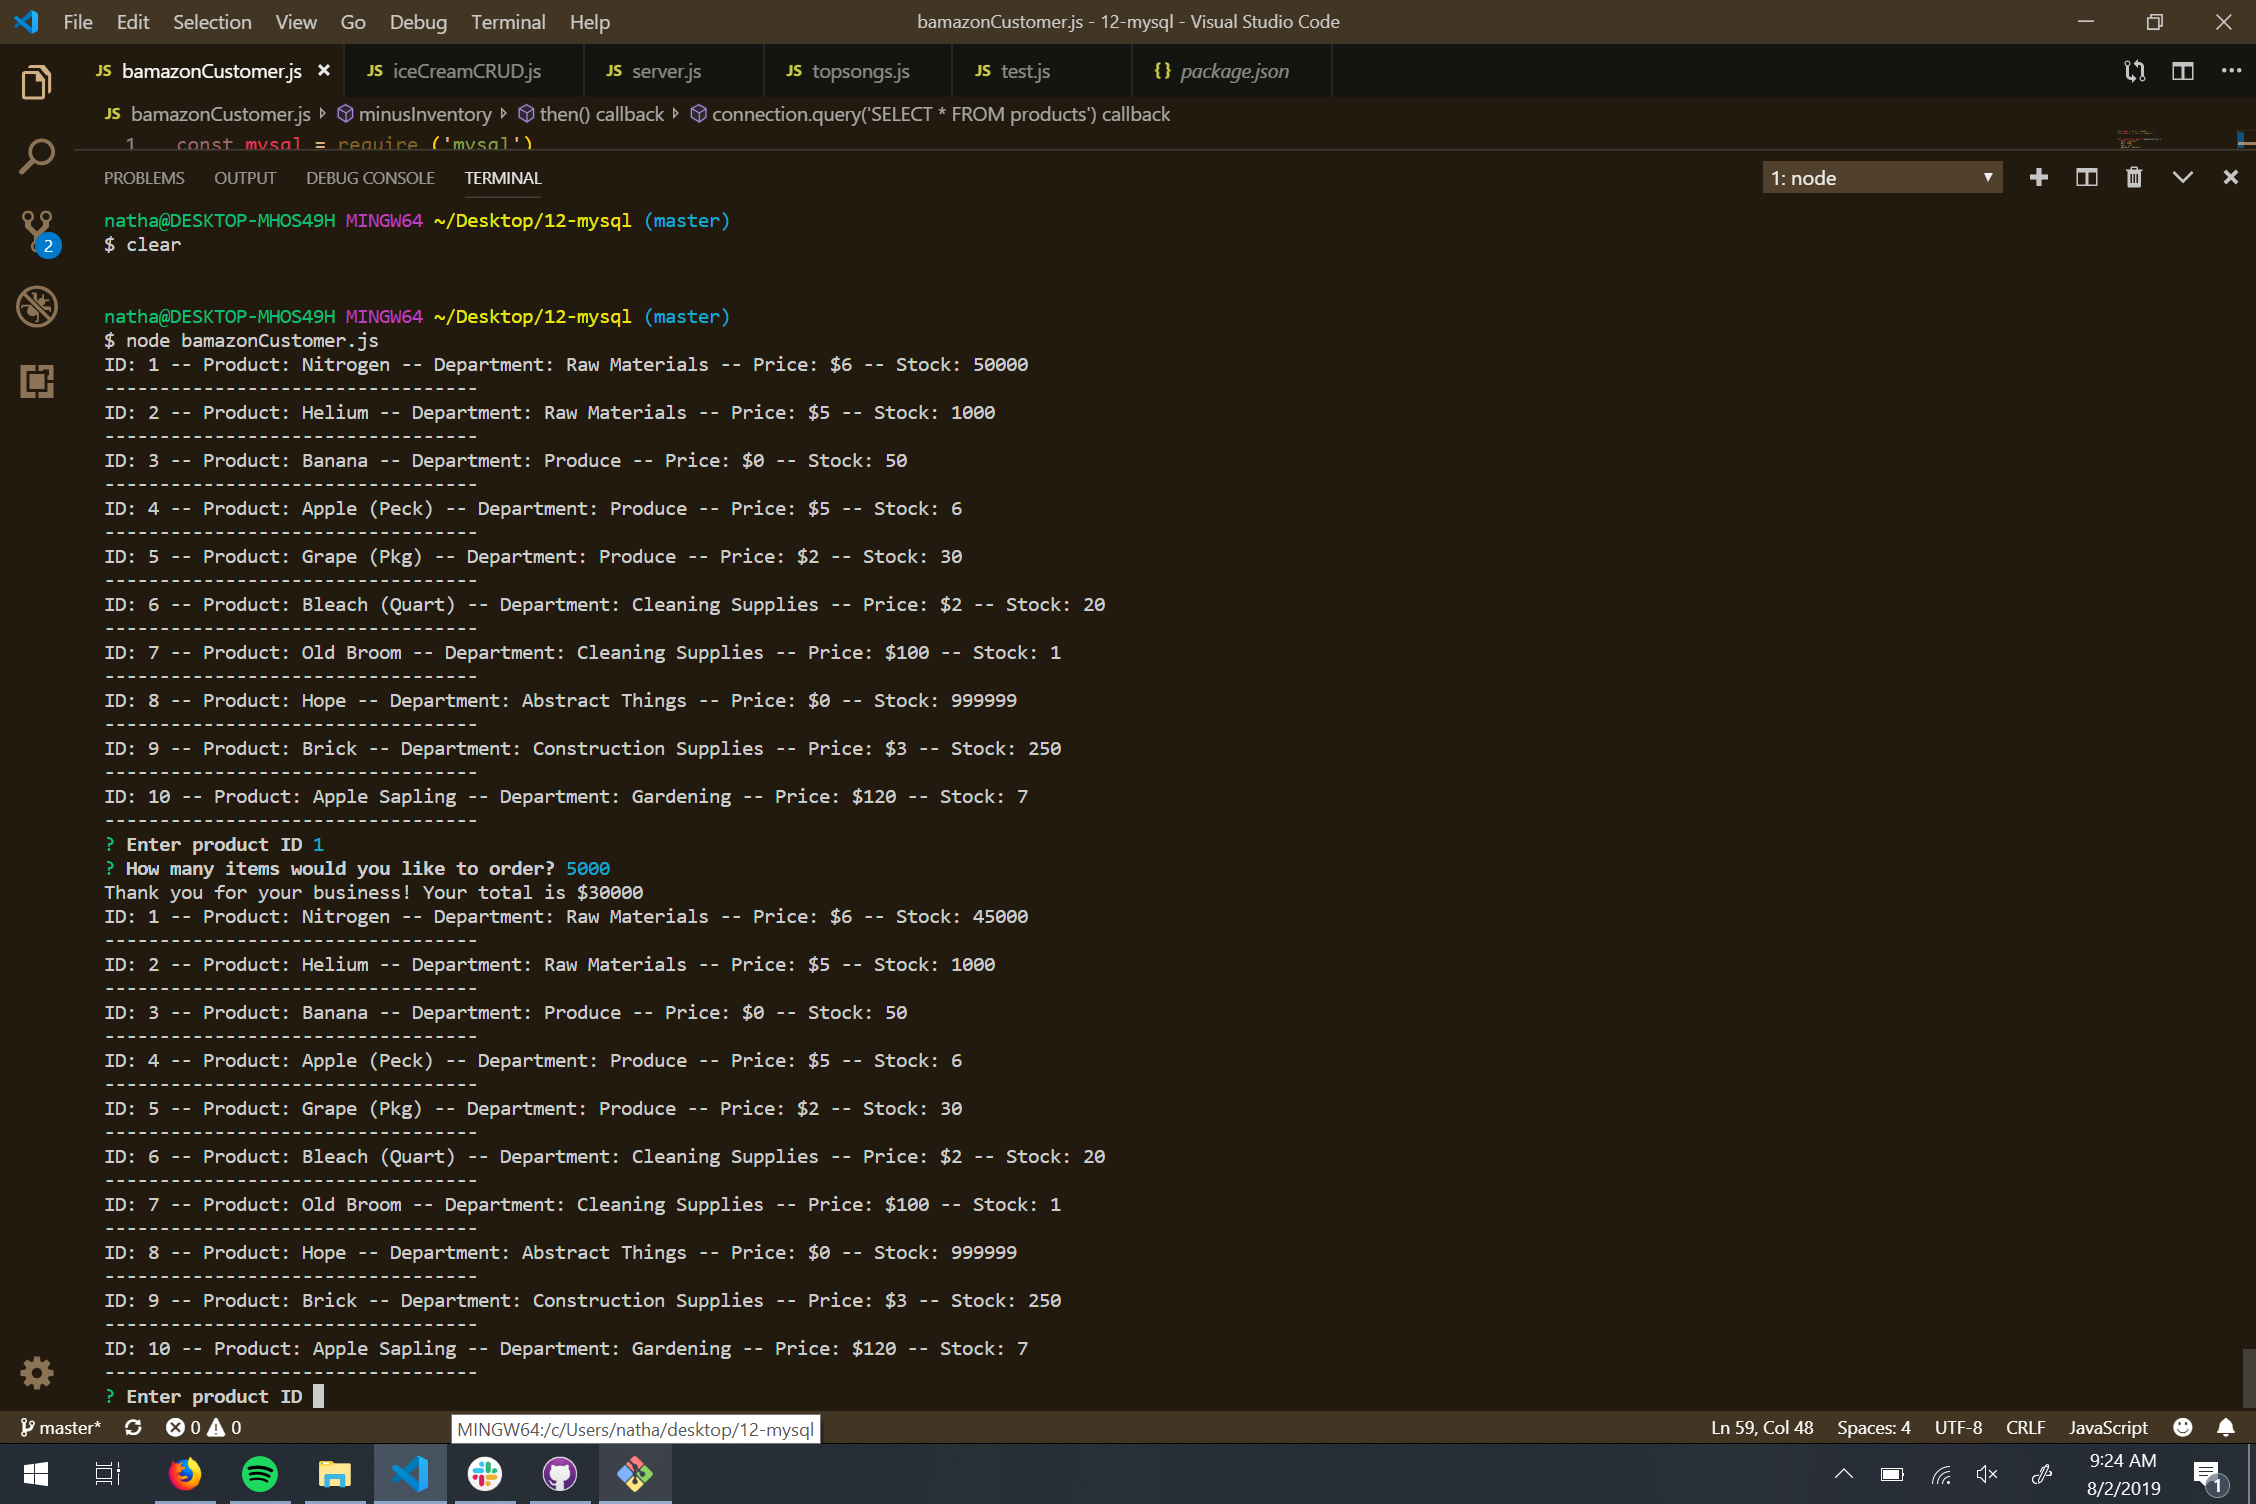 File Edit Selection View Go Debug Terminal Help bamazonCustomer.js - 12-mysql - Visual Studio Code
JS bamazonCustomer.js JS iceCreamCRUD.js JS server.js JS topsongs.js JS test.js {} package.json
JS bamazonCustomer.js minusInventory then() callback connection.query('SELECT * FROM products') callback
1 const mysql = require ('mysql')
PROBLEMS OUTPUT DEBUG CONSOLE TERMINAL 1: node
natha@DESKTOP-MHOS49H MINGW64 ~/Desktop/12-mysql (master)
$ clear
2
natha@DESKTOP-MHOS49H MINGW64 ~/Desktop/12-mysql (master)
$ node bamazonCustomer.js
ID: 1 -- Product: Nitrogen -- Department: Raw Materials -- Price: $6 -- Stock: 50000
----------------------------------
ID: 2 -- Product: Helium -- Department: Raw Materials -- Price: $5 -- Stock: 1000
----------------------------------
ID: 3 -- Product: Banana -- Department: Produce -- Price: $0 -- Stock: 50
----------------------------------
ID: 4 -- Product: Apple (Peck) -- Department: Produce -- Price: $5 -- Stock: 6
----------------------------------
ID: 5 -- Product: Grape (Pkg) -- Department: Produce -- Price: $2 -- Stock: 30
----------------------------------
ID: 6 -- Product: Bleach (Quart) -- Department: Cleaning Supplies -- Price: $2 -- Stock: 20
----------------------------------
ID: 7 -- Product: Old Broom -- Department: Cleaning Supplies -- Price: $100 -- Stock: 1
----------------------------------
ID: 8 -- Product: Hope -- Department: Abstract Things -- Price: $0 -- Stock: 999999
----------------------------------
ID: 9 -- Product: Brick -- Department: Construction Supplies -- Price: $3 -- Stock: 250
----------------------------------
ID: 10 -- Product: Apple Sapling -- Department: Gardening -- Price: $120 -- Stock: 7
----------------------------------
? Enter product ID 1
? How many items would you like to order? 5000
Thank you for your business! Your total is $30000
ID: 1 -- Product: Nitrogen -- Department: Raw Materials -- Price: $6 -- Stock: 45000
----------------------------------
ID: 2 -- Product: Helium -- Department: Raw Materials -- Price: $5 -- Stock: 1000
----------------------------------
ID: 3 -- Product: Banana -- Department: Produce -- Price: $0 -- Stock: 50
----------------------------------
ID: 4 -- Product: Apple (Peck) -- Department: Produce -- Price: $5 -- Stock: 6
----------------------------------
ID: 5 -- Product: Grape (Pkg) -- Department: Produce -- Price: $2 -- Stock: 30
----------------------------------
ID: 6 -- Product: Bleach (Quart) -- Department: Cleaning Supplies -- Price: $2 -- Stock: 20
----------------------------------
ID: 7 -- Product: Old Broom -- Department: Cleaning Supplies -- Price: $100 -- Stock: 1
----------------------------------
ID: 8 -- Product: Hope -- Department: Abstract Things -- Price: $0 -- Stock: 999999
----------------------------------
ID: 9 -- Product: Brick -- Department: Construction Supplies -- Price: $3 -- Stock: 250
----------------------------------
ID: 10 -- Product: Apple Sapling -- Department: Gardening -- Price: $120 -- Stock: 7
----------------------------------
? Enter product ID
master* 0 0 MINGW64:/c/Users/natha/desktop/12-mysql Ln 59, Col 48 Spaces: 4 UTF-8 CRLF JavaScript
9:24 AM
8/2/2019
1